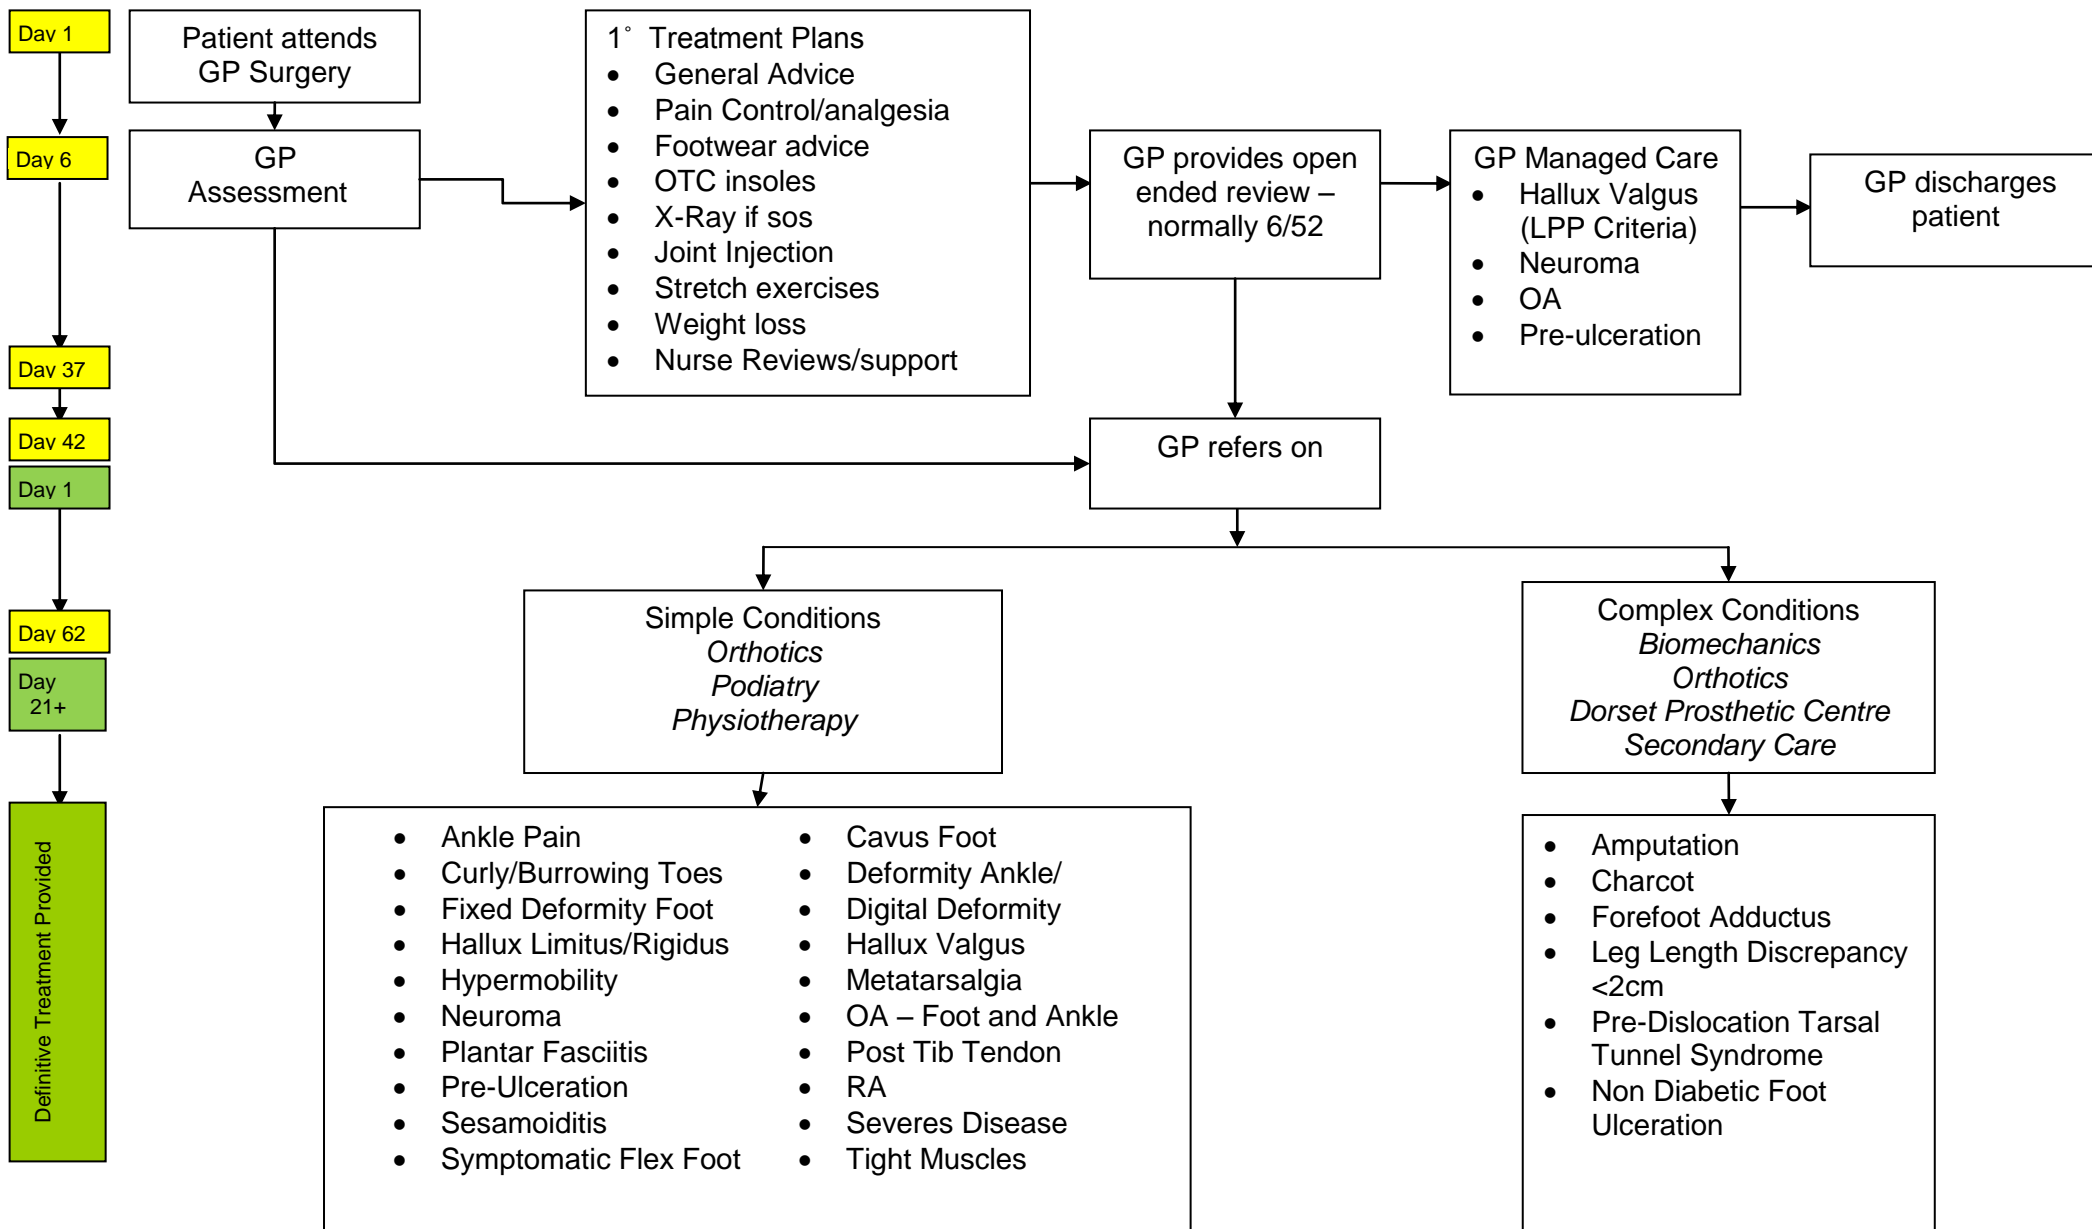 Day 1
Day 6
Day 37
Day 42
Day 1
Day 62
Day
21+
Definitive Treatment Provided
Patient attends
GP Surgery
GP
Assessment
1° Treatment Plans
• General Advice
• Pain Control/analgesia
• Footwear advice
• OTC insoles
• X-Ray if sos
• Joint Injection
• Stretch exercises
• Weight loss
• Nurse Reviews/support
GP provides open
ended review –
normally 6/52
GP Managed Care
• Hallux Valgus
(LPP Criteria)
• Neuroma
• OA
• Pre-ulceration
GP discharges
patient
GP refers on
Simple Conditions
Orthotics
Podiatry
Physiotherapy
Complex Conditions
Biomechanics
Orthotics
Dorset Prosthetic Centre
Secondary Care
• Ankle Pain
• Curly/Burrowing Toes
• Fixed Deformity Foot
• Hallux Limitus/Rigidus
• Hypermobility
• Neuroma
• Plantar Fasciitis
• Pre-Ulceration
• Sesamoiditis
• Symptomatic Flex Foot
• Cavus Foot
• Deformity Ankle/
• Digital Deformity
• Hallux Valgus
• Metatarsalgia
• OA – Foot and Ankle
• Post Tib Tendon
• RA
• Severes Disease
• Tight Muscles
• Amputation
• Charcot
• Forefoot Adductus
• Leg Length Discrepancy
<2cm
• Pre-Dislocation Tarsal
Tunnel Syndrome
• Non Diabetic Foot
Ulceration